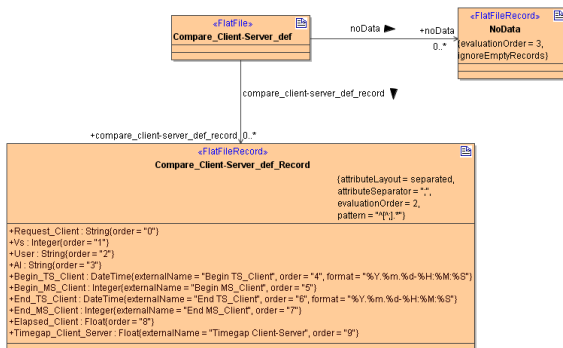 «FlatFile»
Compare_Client-Server_def
noData
+noData
0..*
«FlatFileRecord»
NoData
{evaluationOrder = 3,
ignoreEmptyRecords}
compare_client-server_def_record
+compare_client-server_def_record 0..*
«FlatFileRecord»
Compare_Client-Server_def_Record
{attributeLayout = separated,
attributeSeparator = ";",
evaluationOrder = 2,
pattern = "^[^;].*"}
+Request_Client : String{order = "0"}
+Vs : Integer{order = "1"}
+User : String{order = "2"}
+Al : String{order = "3"}
+Begin_TS_Client : DateTime{externalName = "Begin TS_Client", order = "4", format = "%Y.%m.%d-%H:%M:%S"}
+Begin_MS_Client : Integer{externalName = "Begin MS_Client", order = "5"}
+End_TS_Client : DateTime{externalName = "End TS_Client", order = "6", format = "%Y.%m.%d-%H:%M:%S"}
+End_MS_Client : Integer{externalName = "End MS_Client", order = "7"}
+Elapsed_Client : Float{order = "8"}
+Timegap_Client_Server : Float{externalName = "Timegap Client-Server", order = "9"}